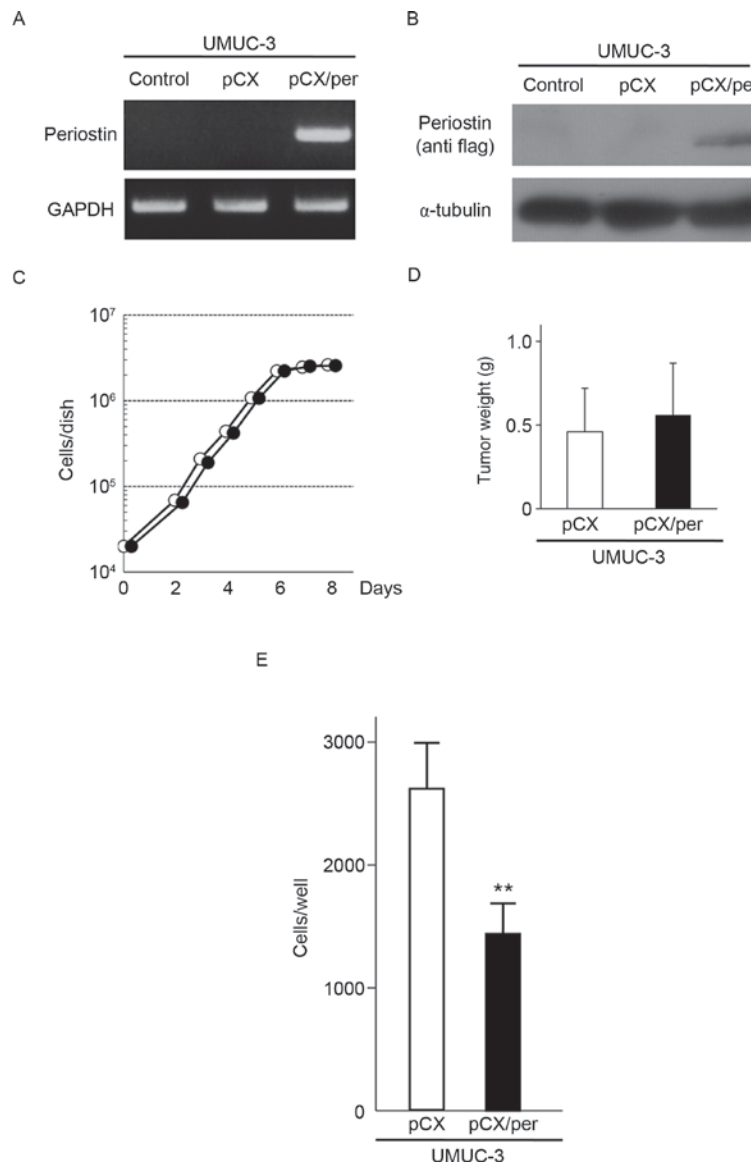 A
UMUC-3
Control pCX pCX/per
Periostin
GAPDH
B
UMUC-3
Control pCX pCX/per
Periostin
(anti flag)
α-tubulin
C
10⁷
10⁶
10⁵
10⁴
Cells/dish
0 2 4 6 8 Days
D
1.0
0.5
0
Tumor weight (g)
pCX pCX/per
UMUC-3
E
3000
2000
1000
0
Cells/well
**
pCX pCX/per
UMUC-3